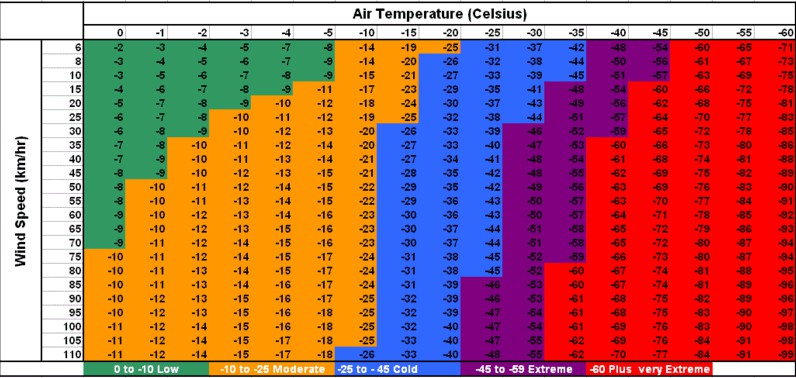 Air Temperature (Celsius)
0 -1 -2 -3 -4 -5 -10 -15 -20 -25 -30 -35 -40 -45 -50 -55 -60
Wind Speed (km/hr)
6 -2 -3 -4 -5 -7 -8 -14 -19 -25 -31 -37 -42 -48 -54 -60 -65 -71
8 -3 -4 -5 -6 -7 -9 -14 -20 -26 -32 -38 -44 -50 -56 -61 -67 -73
10 -3 -5 -6 -7 -8 -9 -15 -21 -27 -33 -39 -45 -51 -57 -63 -69 -75
15 -4 -6 -7 -8 -9 -11 -17 -23 -29 -35 -41 -48 -54 -60 -66 -72 -78
20 -5 -7 -8 -9 -10 -12 -18 -24 -30 -37 -43 -49 -56 -62 -68 -75 -81
25 -6 -7 -8 -10 -11 -12 -19 -25 -32 -38 -44 -51 -57 -64 -70 -77 -83
30 -6 -8 -9 -10 -12 -13 -20 -26 -33 -39 -46 -52 -59 -65 -72 -78 -85
35 -7 -8 -10 -11 -12 -14 -20 -27 -33 -40 -47 -53 -60 -66 -73 -80 -86
40 -7 -9 -10 -11 -13 -14 -21 -27 -34 -41 -48 -54 -61 -68 -74 -81 -88
45 -8 -9 -10 -12 -13 -15 -21 -28 -35 -42 -48 -55 -62 -69 -75 -82 -89
50 -8 -10 -11 -12 -14 -15 -22 -29 -35 -42 -49 -56 -63 -69 -76 -83 -90
55 -8 -10 -11 -13 -14 -15 -22 -29 -36 -43 -50 -57 -63 -70 -77 -84 -91
60 -9 -10 -12 -13 -14 -16 -23 -30 -36 -43 -50 -57 -64 -71 -78 -85 -92
65 -9 -10 -12 -13 -15 -16 -23 -30 -37 -44 -51 -58 -65 -72 -79 -86 -93
70 -9 -11 -12 -14 -15 -16 -23 -30 -37 -44 -51 -58 -65 -72 -80 -87 -94
75 -10 -11 -12 -14 -15 -17 -24 -31 -38 -45 -52 -59 -66 -73 -80 -87 -94
80 -10 -11 -13 -14 -15 -17 -24 -31 -38 -45 -52 -60 -67 -74 -81 -88 -95
85 -10 -11 -13 -14 -16 -17 -24 -31 -39 -46 -53 -60 -67 -74 -81 -89 -96
90 -10 -12 -13 -15 -16 -17 -25 -32 -39 -46 -53 -61 -68 -75 -82 -89 -96
95 -10 -12 -13 -15 -16 -18 -25 -32 -39 -47 -54 -61 -68 -75 -83 -90 -97
100 -11 -12 -14 -15 -16 -18 -25 -32 -40 -47 -54 -61 -69 -76 -83 -90 -98
105 -11 -12 -14 -15 -17 -18 -25 -33 -40 -47 -55 -62 -69 -76 -84 -91 -98
110 -11 -12 -14 -15 -17 -18 -26 -33 -40 -48 -55 -62 -70 -77 -84 -91 -99
0 to -10 Low -10 to -25 Moderate -25 to - 45 Cold -45 to -59 Extreme -60 Plus very Extreme